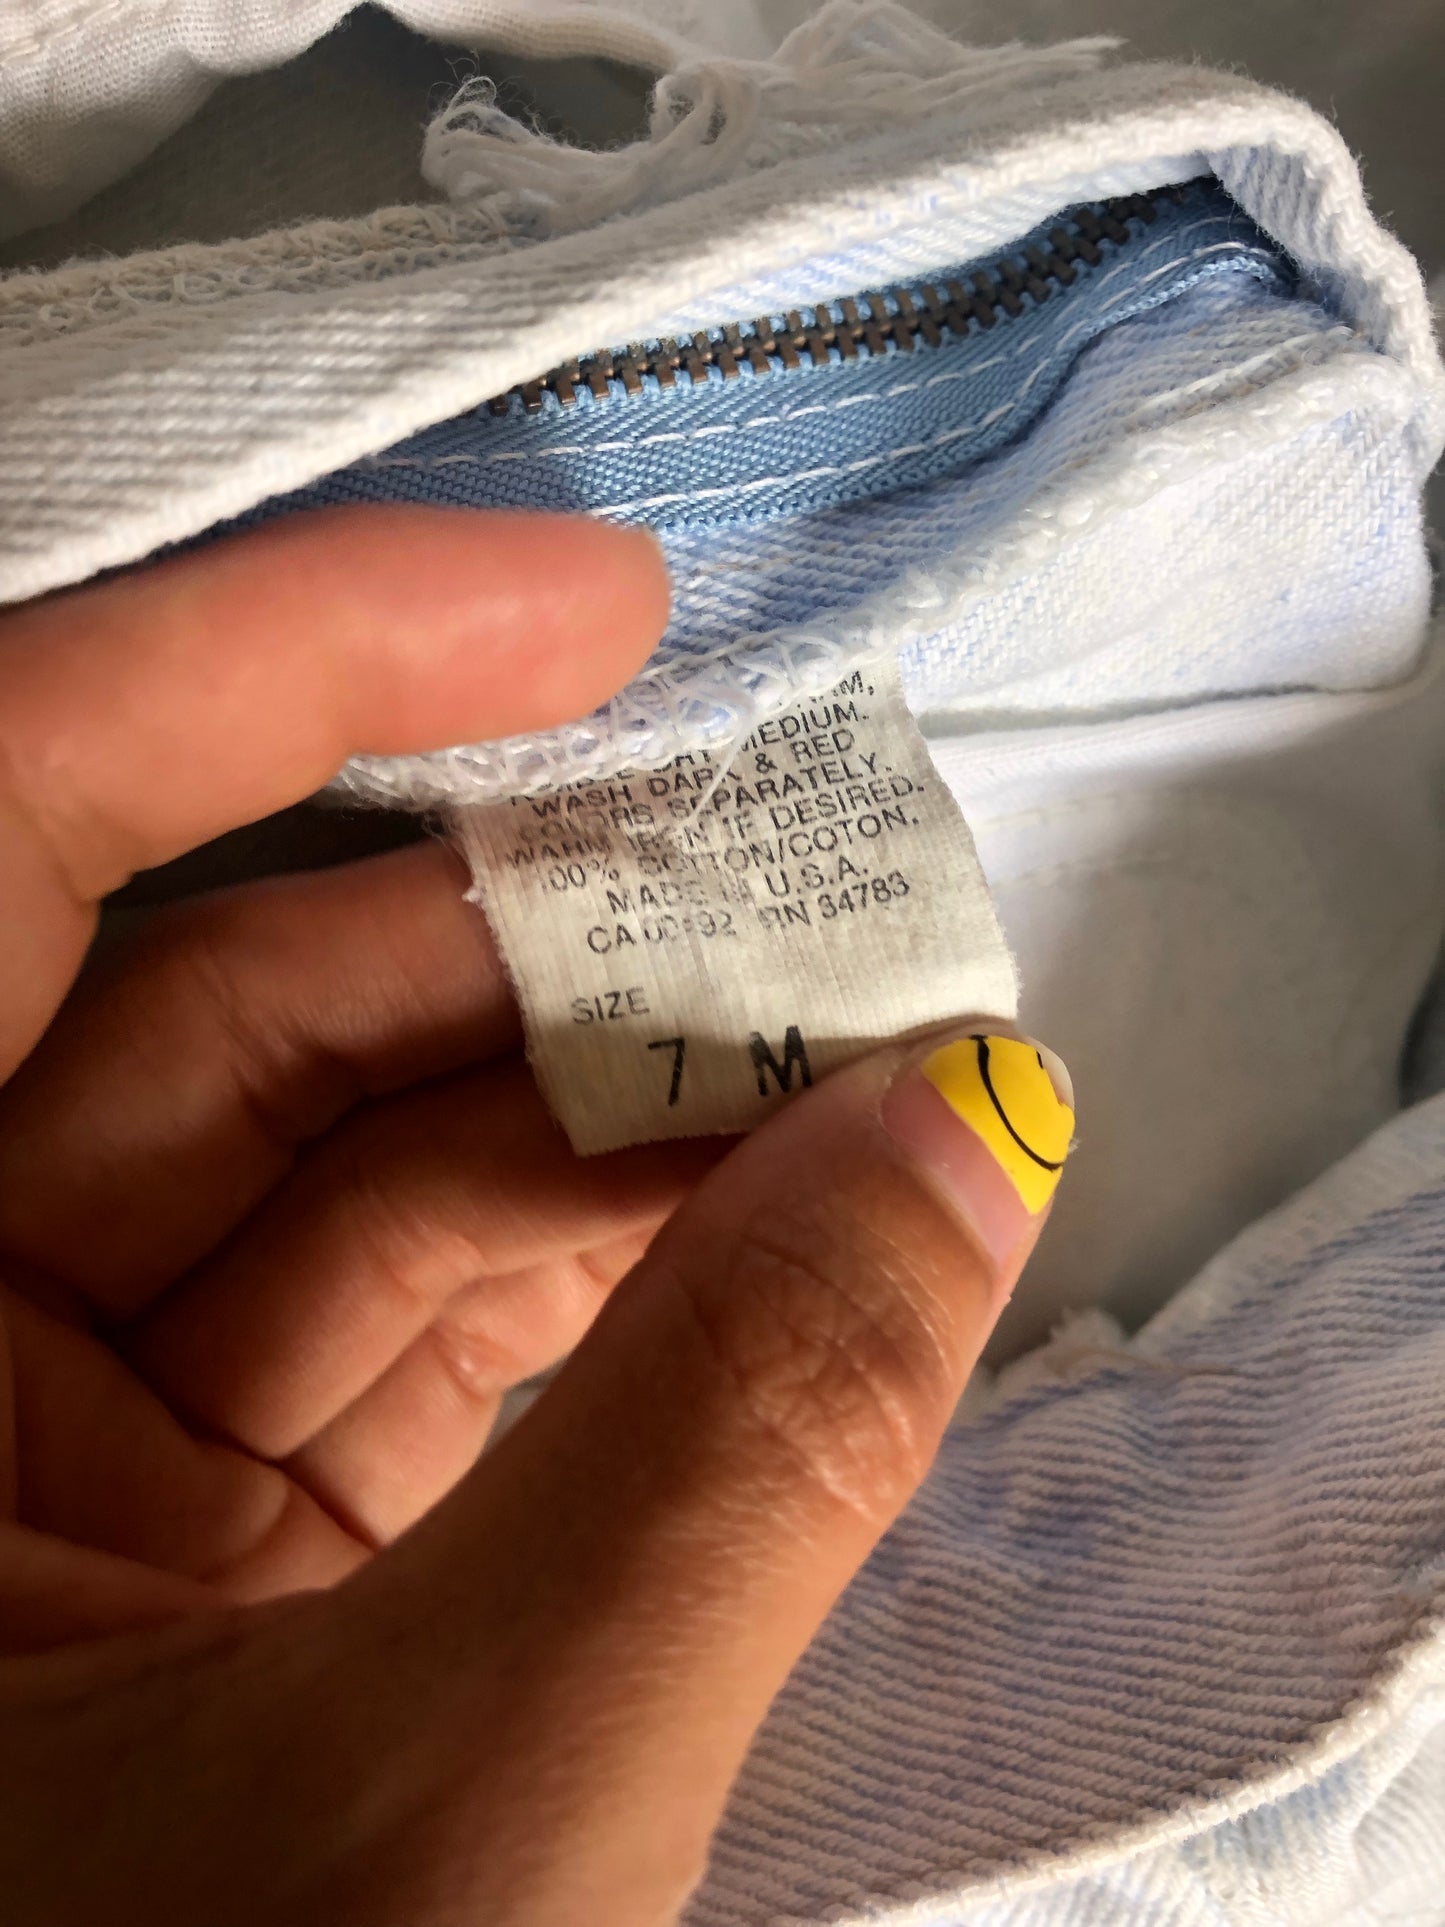 MEDIUM.
WASH DARK & RED
COLORS SEPARATELY.
WARM IRON IF DESIRED.
100% COTTON/COTON.
MADE IN U.S.A.
CA RN 34783
SIZE
7 M